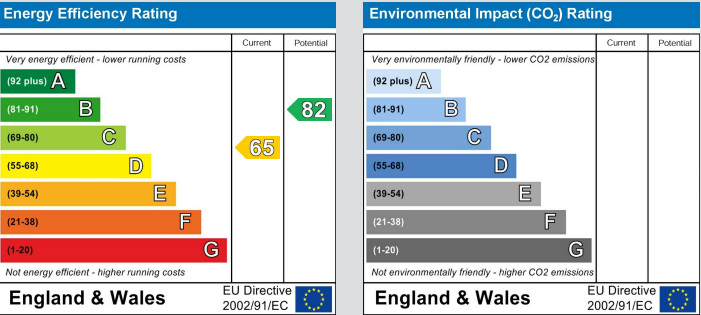 Energy Efficiency Rating
Current Potential
Very energy efficient - lower running costs
(92 plus) A
(81-91) B
82
(69-80) C
65
(55-68) D
(39-54) E
(21-38) F
(1-20) G
Not energy efficient - higher running costs
England & Wales
EU Directive
2002/91/EC
Environmental Impact (CO₂) Rating
Current Potential
Very environmentally friendly - lower CO2 emissions
(92 plus) A
(81-91) B
(69-80) C
(55-68) D
(39-54) E
(21-38) F
(1-20) G
Not environmentally friendly - higher CO2 emissions
England & Wales
EU Directive
2002/91/EC